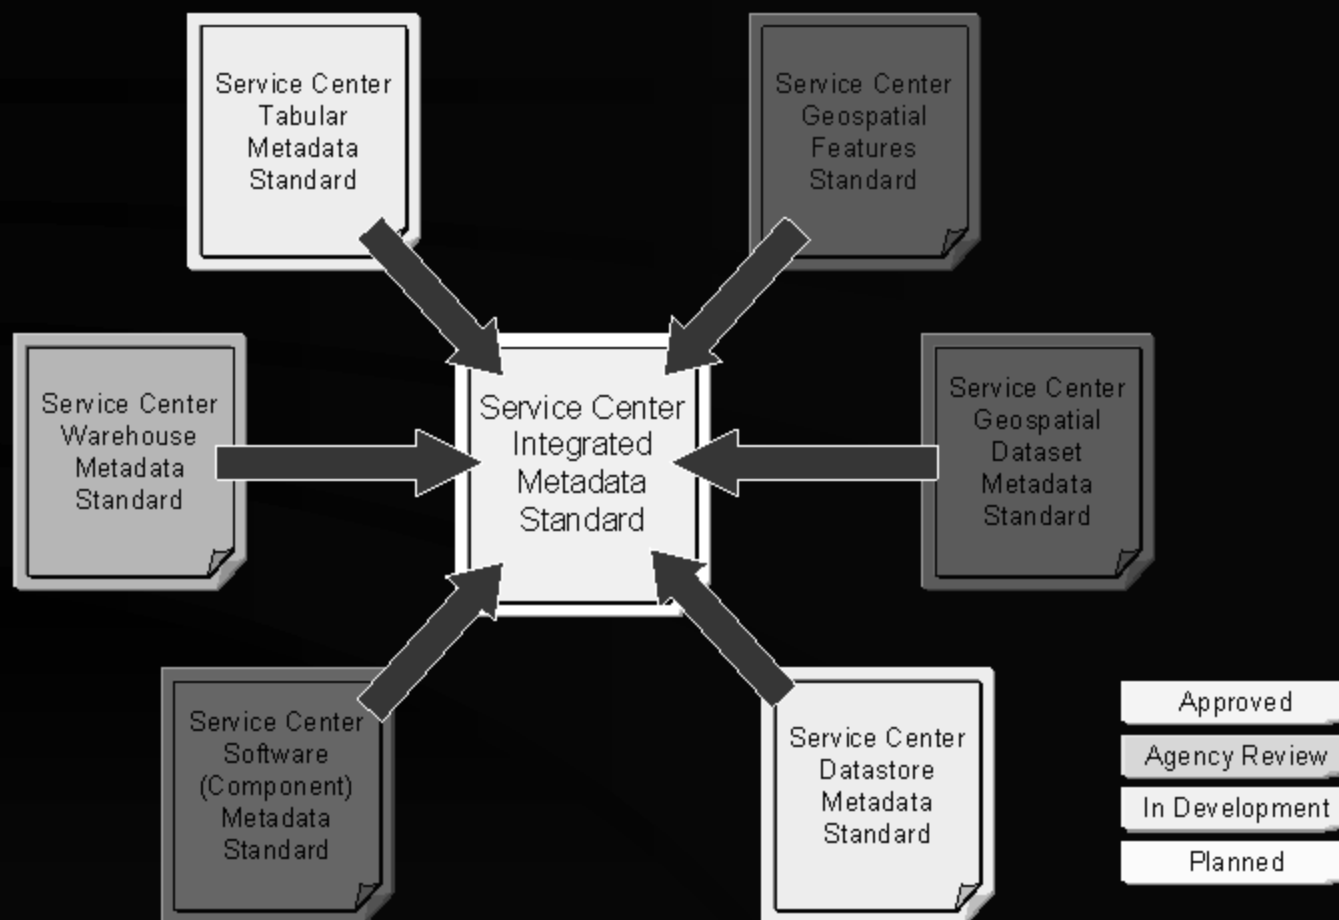 Service Center
Tabular
Metadata
Standard
Service Center
Geospatial
Features
Standard
Service Center
Warehouse
Metadata
Standard
Service Center
Integrated
Metadata
Standard
Service Center
Geospatial
Dataset
Metadata
Standard
Service Center
Software
(Component)
Metadata
Standard
Service Center
Datastore
Metadata
Standard
Approved
Agency Review
In Development
Planned